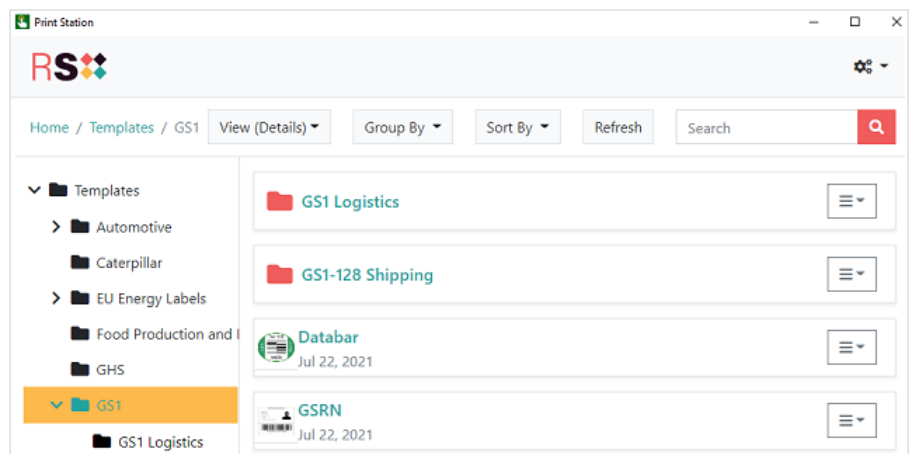 Print Station
RS
Home / Templates / GS1
View (Details)
Group By
Sort By
Refresh
Search
Templates
Automotive
Caterpillar
EU Energy Labels
Food Production and
GHS
GS1
GS1 Logistics
GS1 Logistics
GS1-128 Shipping
Databar
Jul 22, 2021
GSRN
Jul 22, 2021